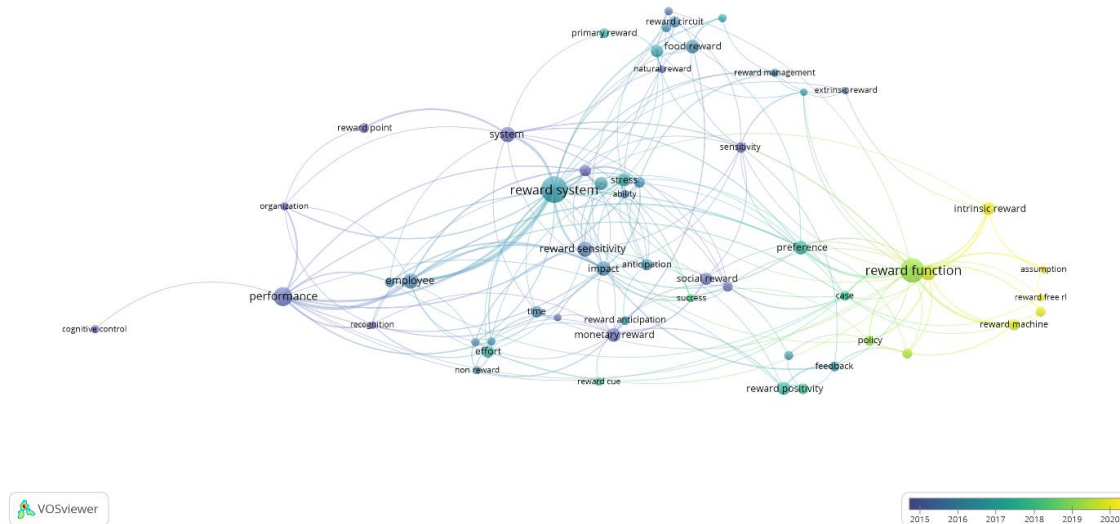 reward circuit
primary reward
food reward
natural reward
reward management
extrinsic reward
reward point
system
sensitivity
reward system
stress
ability
organization
intrinsic reward
reward sensitivity
preference
impact
anticipation
reward function
assumption
employee
social reward
performance
success
case
reward free rl
time
cognitive control
recognition
reward anticipation
reward machine
monetary reward
policy
effort
non reward
feedback
reward cue
reward positivity
VOSviewer
2015 2016 2017 2018 2019 2020